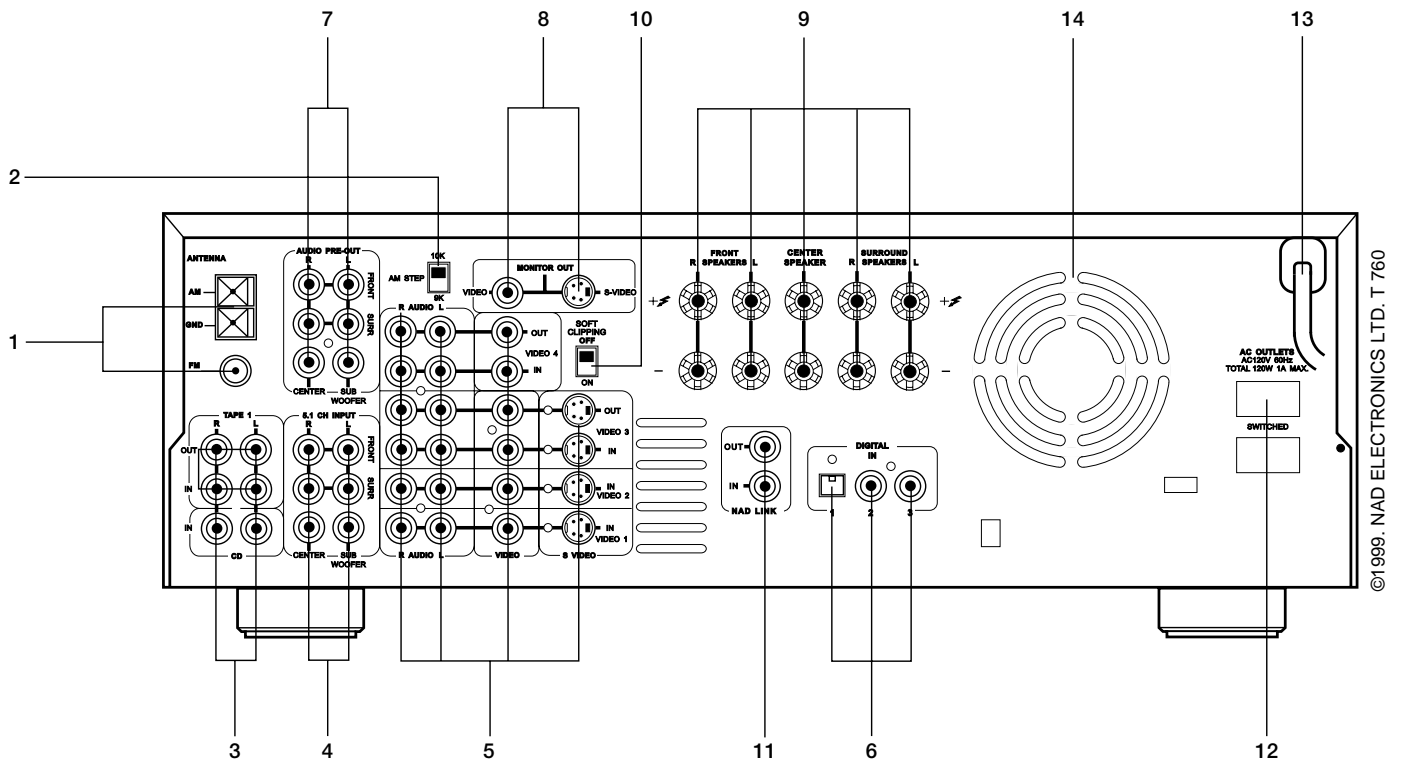 7
8
10
9
14
13
2
1
ANTENNA
AM
GND
FM
AUDIO PRE-OUT
R L
FRONT
SURR
CENTER
SUB
WOOFER
10K
AM STEP
9K
MONITOR OUT
VIDEO
S-VIDEO
R AUDIO L
OUT
VIDEO 4
IN
SOFT
CLIPPING
OFF
ON
FRONT
R SPEAKERS L
CENTER
SPEAKER
SURROUND
R SPEAKERS L
+
+
–
–
AC OUTLETS
AC120V 60Hz
TOTAL 120W 1A MAX.
SWITCHED
TAPE 1
R L
OUT
IN
IN
CD
5.1 CH INPUT
R L
FRONT
SURR
CENTER
SUB
WOOFER
OUT
VIDEO 3
IN
IN
VIDEO 2
IN
VIDEO 1
R AUDIO L
VIDEO
S VIDEO
OUT
IN
NAD LINK
DIGITAL
IN
1 2 3
©1999. NAD ELECTRONICS LTD. T 760
3
4
5
11
6
12